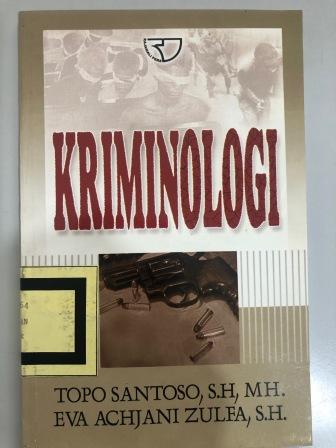 KRIMINOLOGI
TOPO SANTOSO, S.H, MH.
EVA ACHJANI ZULFA, S.H.